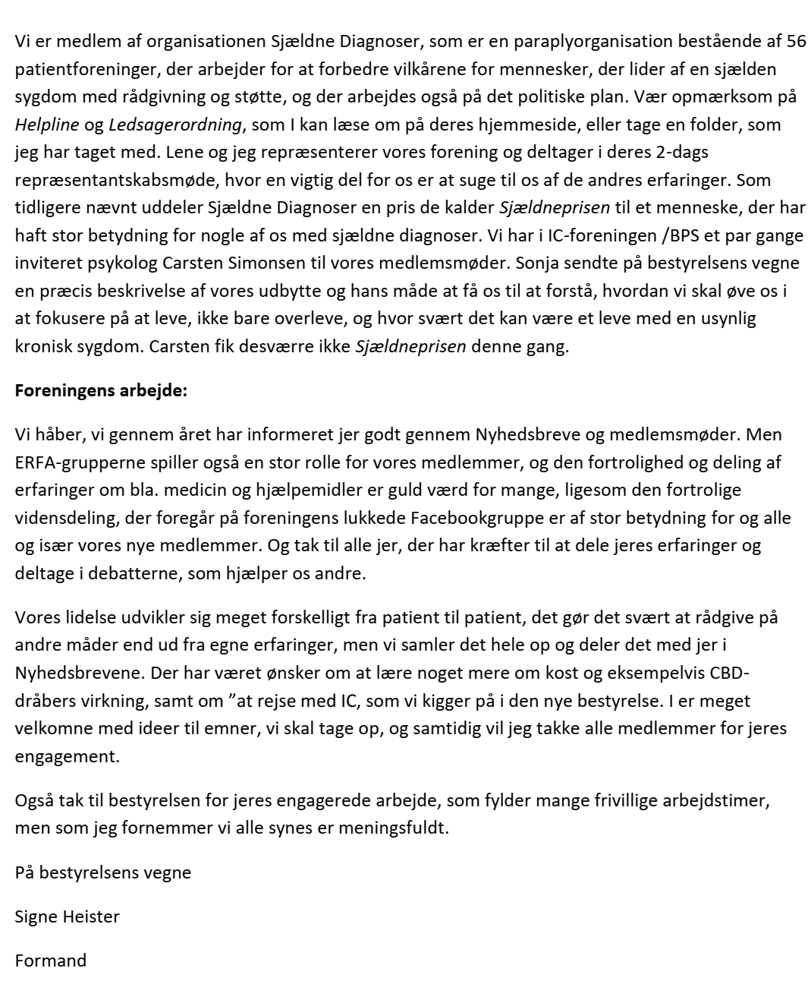 Vi er medlem af organisationen Sjældne Diagnoser, som er en paraplyorganisation bestående af 56
patientforeninger, der arbejder for at forbedre vilkårene for mennesker, der lider af en sjælden
sygdom med rådgivning og støtte, og der arbejdes også på det politiske plan. Vær opmærksom på
Helpline og Ledsagerordning, som I kan læse om på deres hjemmeside, eller tage en folder, som
jeg har taget med. Lene og jeg repræsenterer vores forening og deltager i deres 2-dags
repræsentantskabsmøde, hvor en vigtig del for os er at suge til os af de andres erfaringer. Som
tidligere nævnt uddeler Sjældne Diagnoser en pris de kalder Sjældneprisen til et menneske, der har
haft stor betydning for nogle af os med sjældne diagnoser. Vi har i IC-foreningen /BPS et par gange
inviteret psykolog Carsten Simonsen til vores medlemsmøder. Sonja sendte på bestyrelsens vegne
en præcis beskrivelse af vores udbytte og hans måde at få os til at forstå, hvordan vi skal øve os i
at fokusere på at leve, ikke bare overleve, og hvor svært det kan være et leve med en usynlig
kronisk sygdom. Carsten fik desværre ikke Sjældneprisen denne gang.
Foreningens arbejde:
Vi håber, vi gennem året har informeret jer godt gennem Nyhedsbreve og medlemsmøder. Men
ERFA-grupperne spiller også en stor rolle for vores medlemmer, og den fortrolighed og deling af
erfaringer om bla. medicin og hjælpemidler er guld værd for mange, ligesom den fortrolige
vidensdeling, der foregår på foreningens lukkede Facebookgruppe er af stor betydning for og alle
og især vores nye medlemmer. Og tak til alle jer, der har kræfter til at dele jeres erfaringer og
deltage i debatterne, som hjælper os andre.
Vores lidelse udvikler sig meget forskelligt fra patient til patient, det gør det svært at rådgive på
andre måder end ud fra egne erfaringer, men vi samler det hele op og deler det med jer i
Nyhedsbrevene. Der har været ønsker om at lære noget mere om kost og eksempelvis CBD-
dråbers virkning, samt om ”at rejse med IC, som vi kigger på i den nye bestyrelse. I er meget
velkomne med ideer til emner, vi skal tage op, og samtidig vil jeg takke alle medlemmer for jeres
engagement.
Også tak til bestyrelsen for jeres engagerede arbejde, som fylder mange frivillige arbejdstimer,
men som jeg fornemmer vi alle synes er meningsfuldt.
På bestyrelsens vegne
Signe Heister
Formand